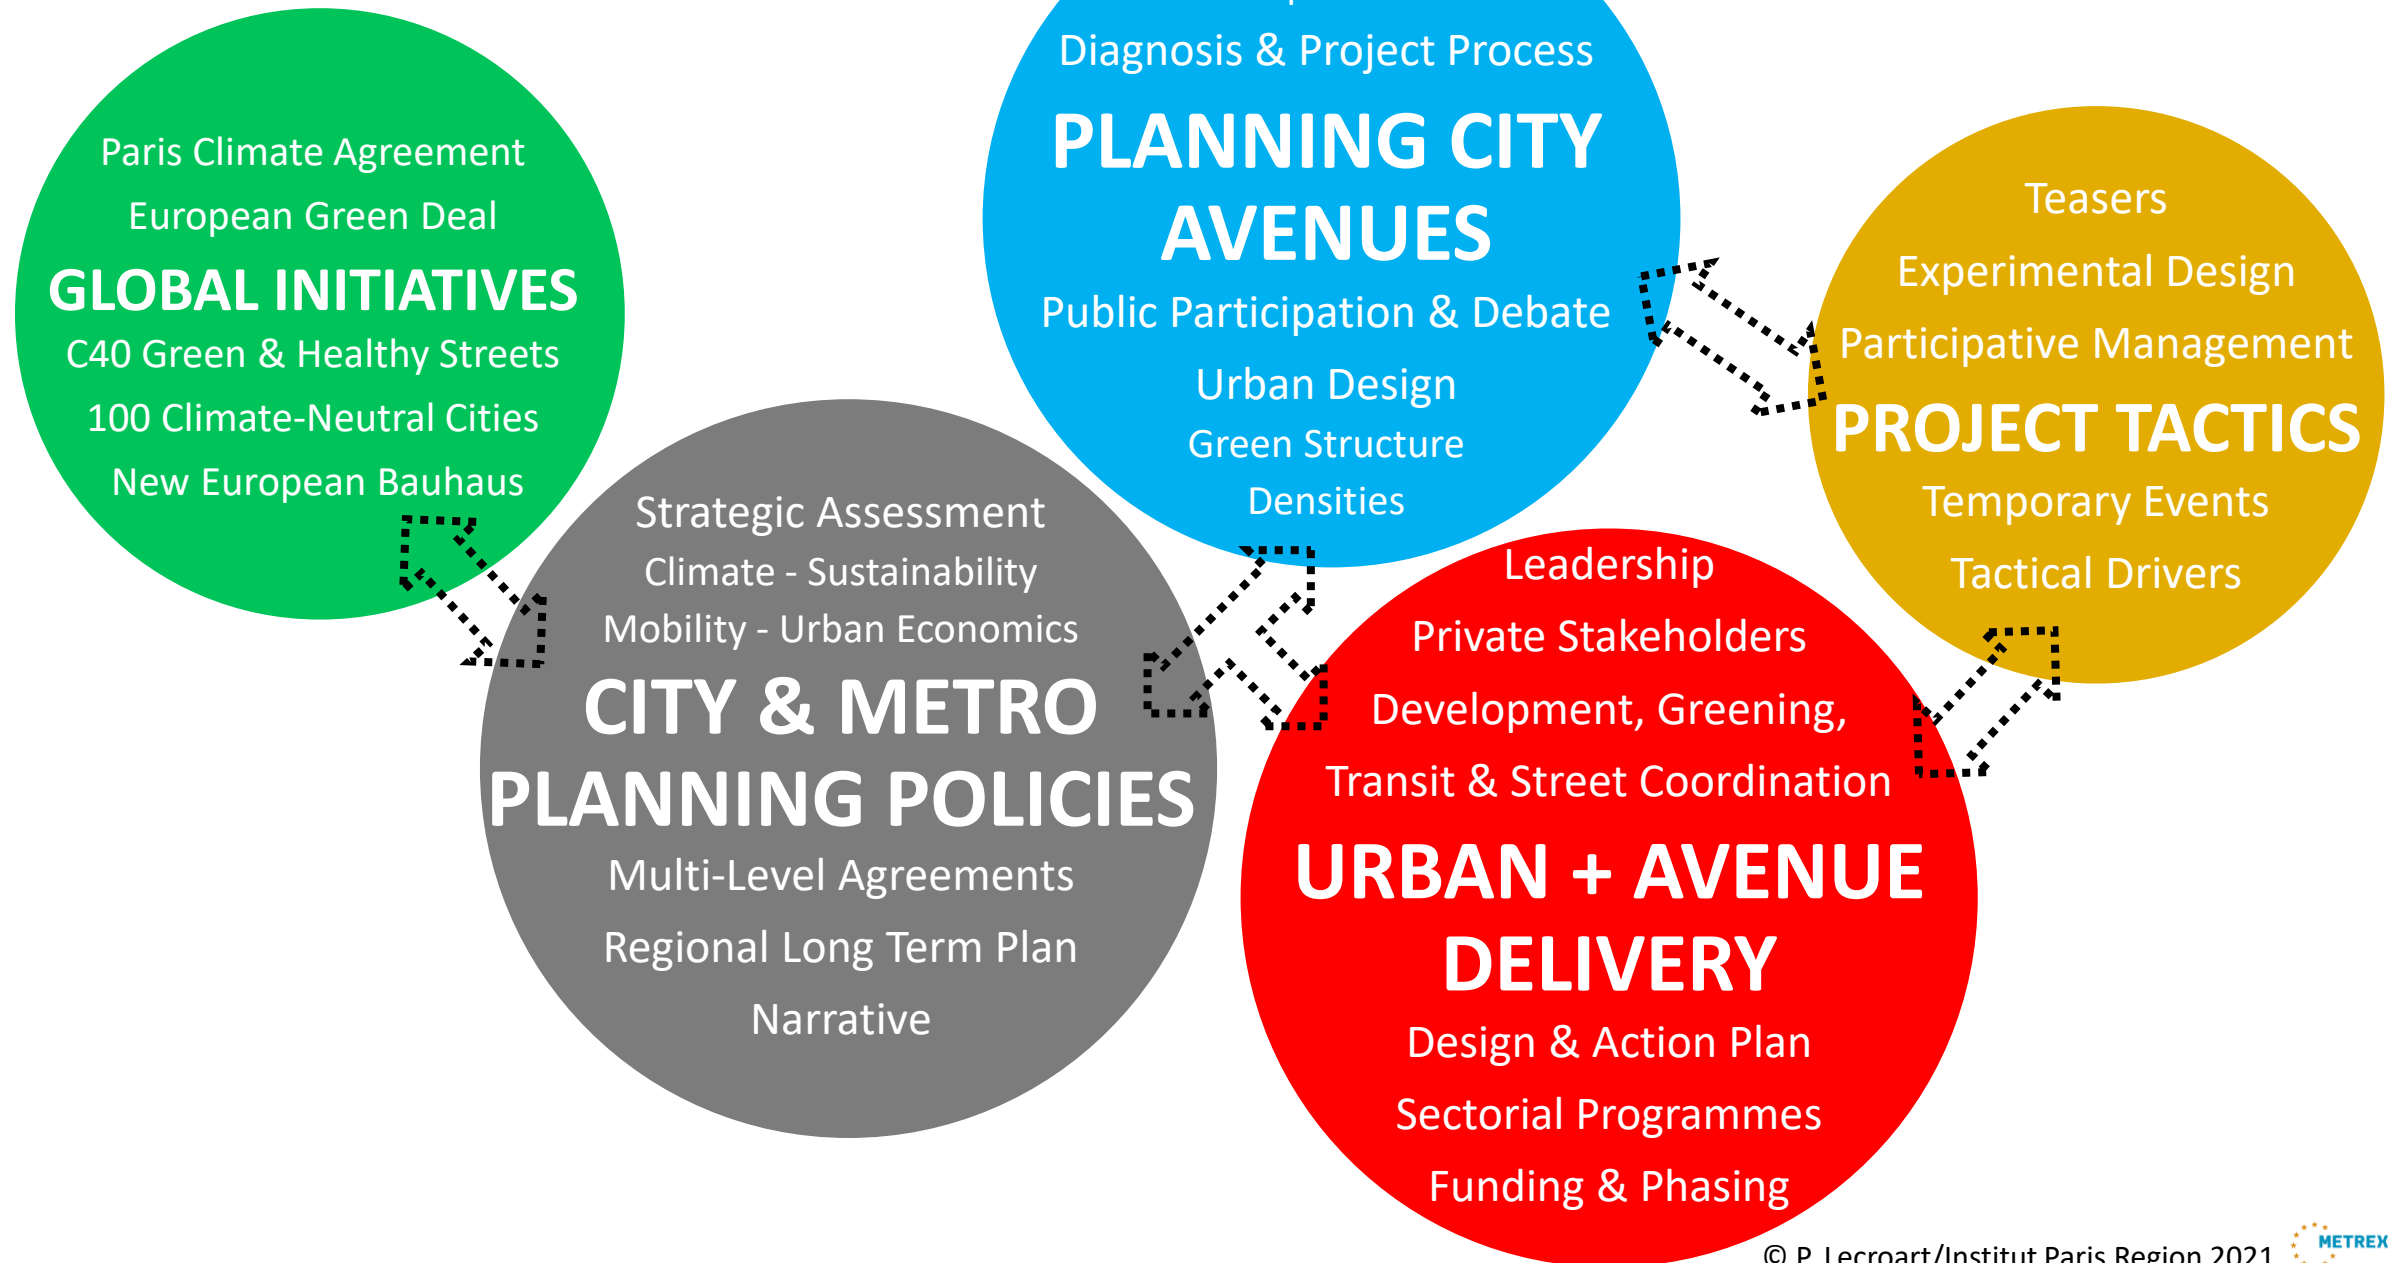 Paris Climate Agreement
European Green Deal
GLOBAL INITIATIVES
C40 Green & Healthy Streets
100 Climate-Neutral Cities
New European Bauhaus
Strategic Assessment
Climate - Sustainability
Mobility - Urban Economics
CITY & METRO
PLANNING POLICIES
Multi-Level Agreements
Regional Long Term Plan
Narrative
Diagnosis & Project Process
PLANNING CITY
AVENUES
Public Participation & Debate
Urban Design
Green Structure
Densities
Leadership
Private Stakeholders
Development, Greening,
Transit & Street Coordination
URBAN + AVENUE
DELIVERY
Design & Action Plan
Sectorial Programmes
Funding & Phasing
Teasers
Experimental Design
Participative Management
PROJECT TACTICS
Temporary Events
Tactical Drivers
© P. Lecroart/Institut Paris Region 2021
METREX